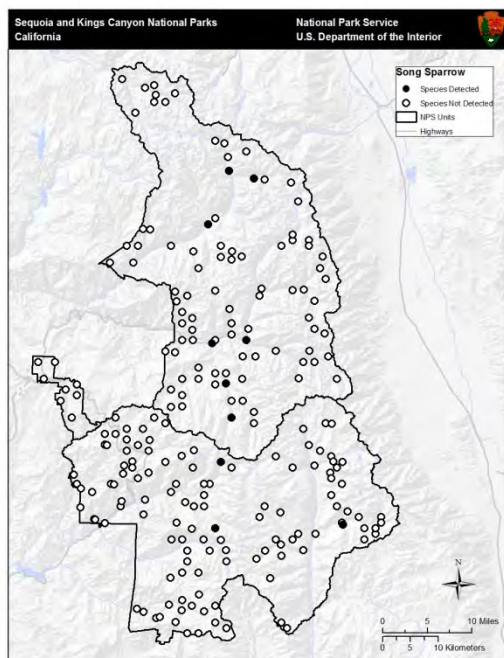 Sequoia and Kings Canyon National Parks
California
National Park Service
U.S. Department of the Interior
Song Sparrow
Species Detected
Species Not Detected
NPS Units
Highways
N
0 5 10 Miles
0 5 10 Kilometers